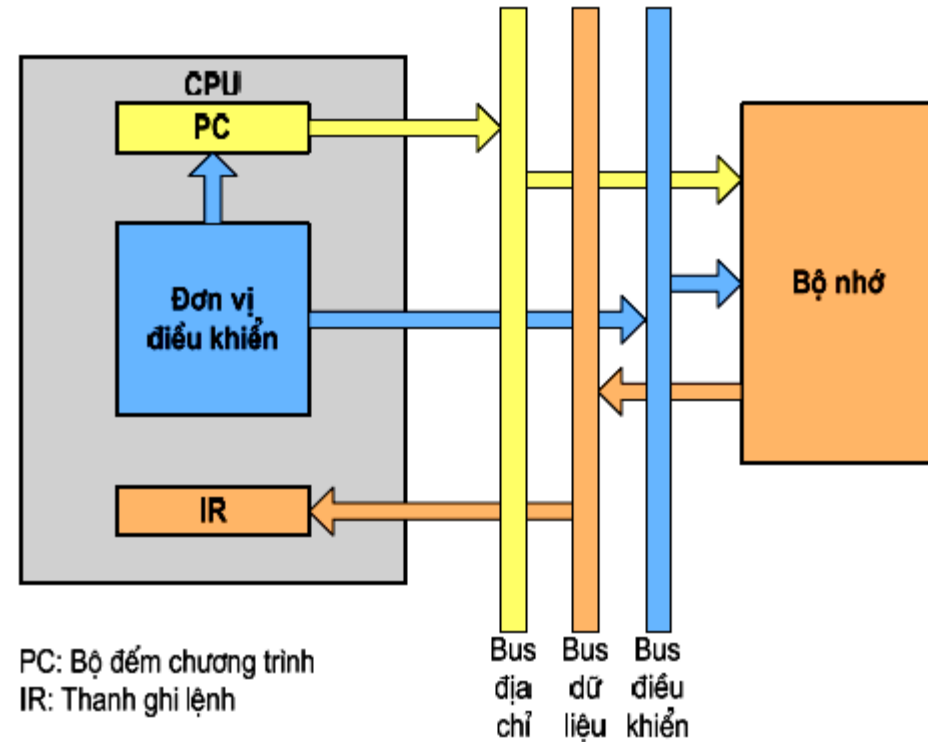 CPU
PC
Đơn vị
điều khiển
IR
Bộ nhớ
PC: Bộ đếm chương trình
IR: Thanh ghi lệnh
Bus
địa
chỉ
Bus
dữ
liệu
Bus
điều
khiển